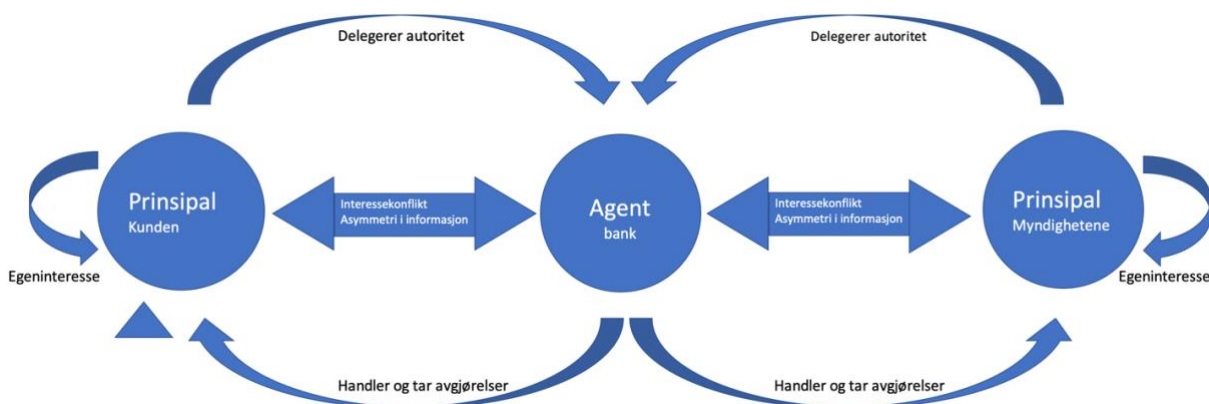 Delegerer autoritet
Delegerer autoritet
Prinsipal
Kunden
Interessekonflikt
Asymmetri i informasjon
Agent
bank
Interessekonflikt
Asymmetri i informasjon
Prinsipal
Myndighetene
Egeninteresse
Egeninteresse
Handler og tar avgjørelser
Handler og tar avgjørelser